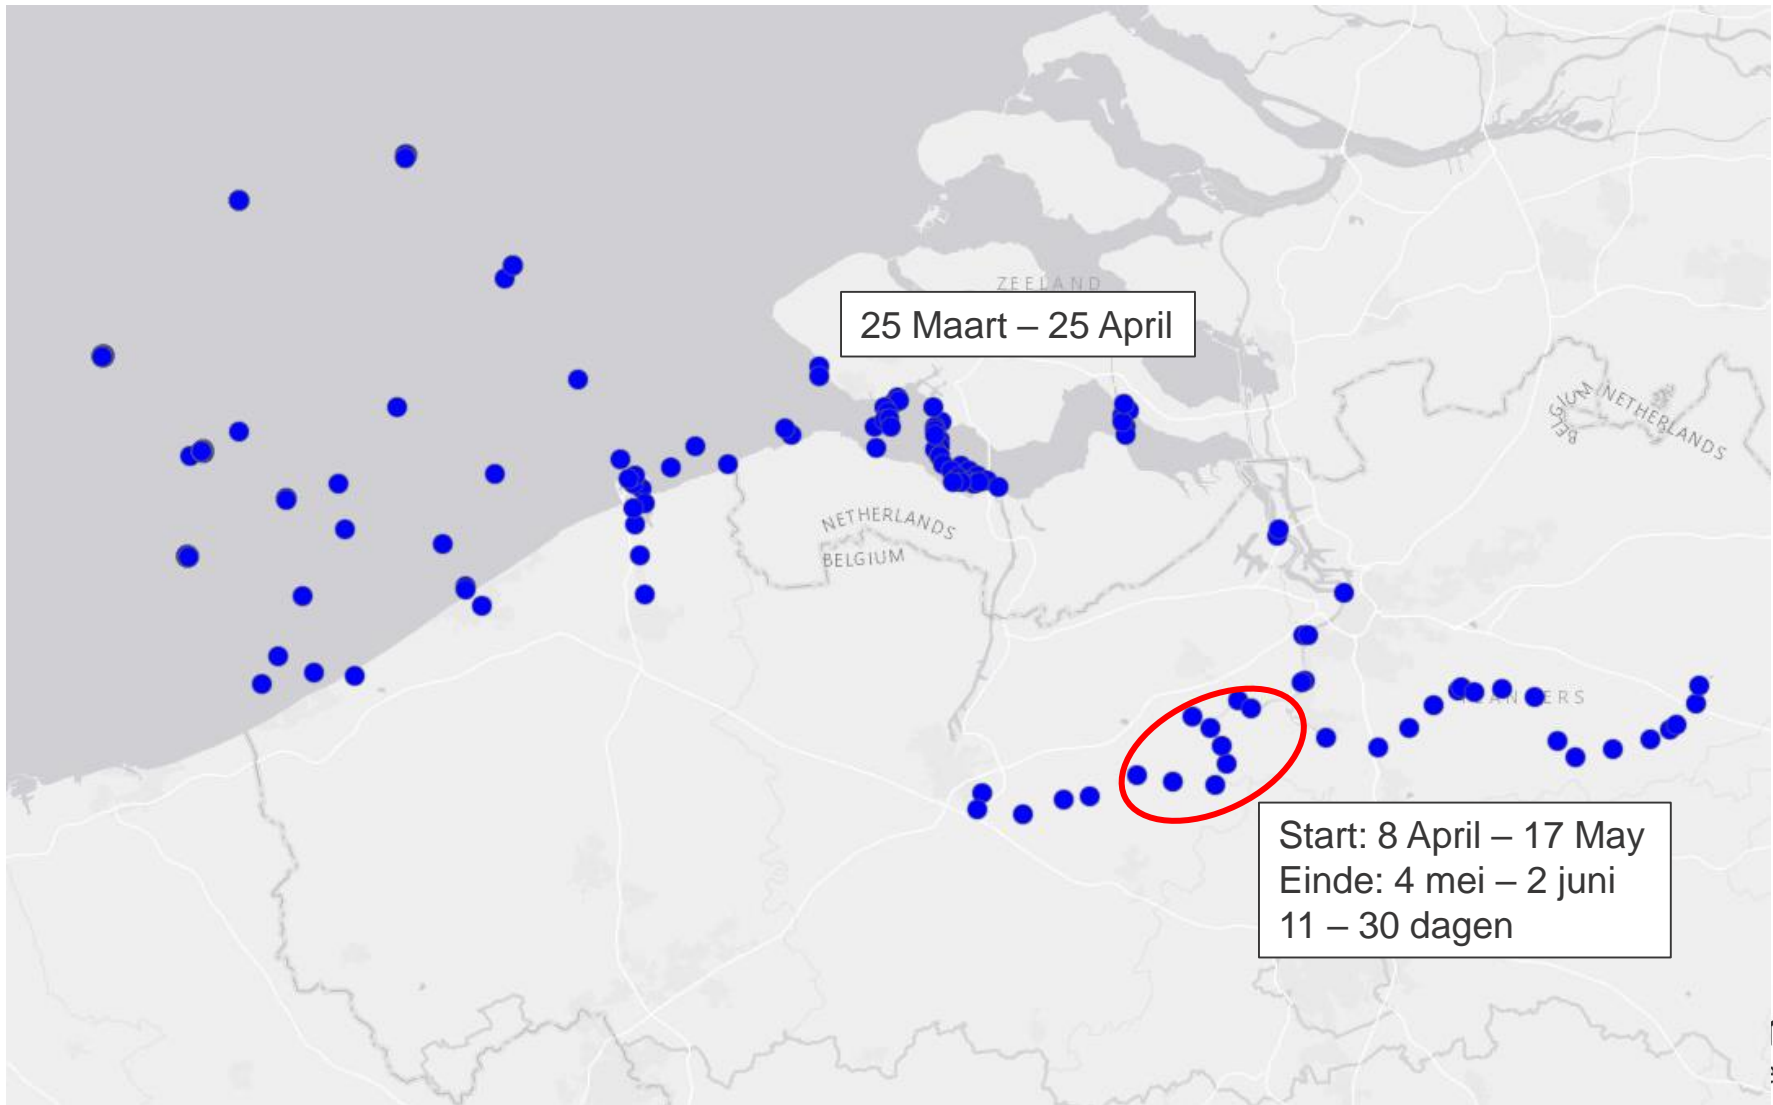 ZEELAND
25 Maart – 25 April
BELGIUM
NETHERLANDS
NETHERLANDS
BELGIUM
Start: 8 April – 17 May
Einde: 4 mei – 2 juni
11 – 30 dagen